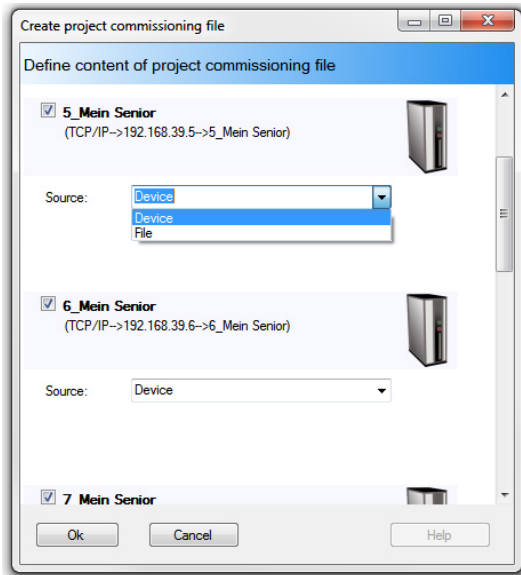 Create project commissioning file
Define content of project commissioning file
5_Mein Senior
(TCP/IP-->192.168.39.5-->5_Mein Senior)
Source: Device
Device
File
6_Mein Senior
(TCP/IP-->192.168.39.6-->6_Mein Senior)
Source: Device
7_Mein Senior
Ok Cancel Help